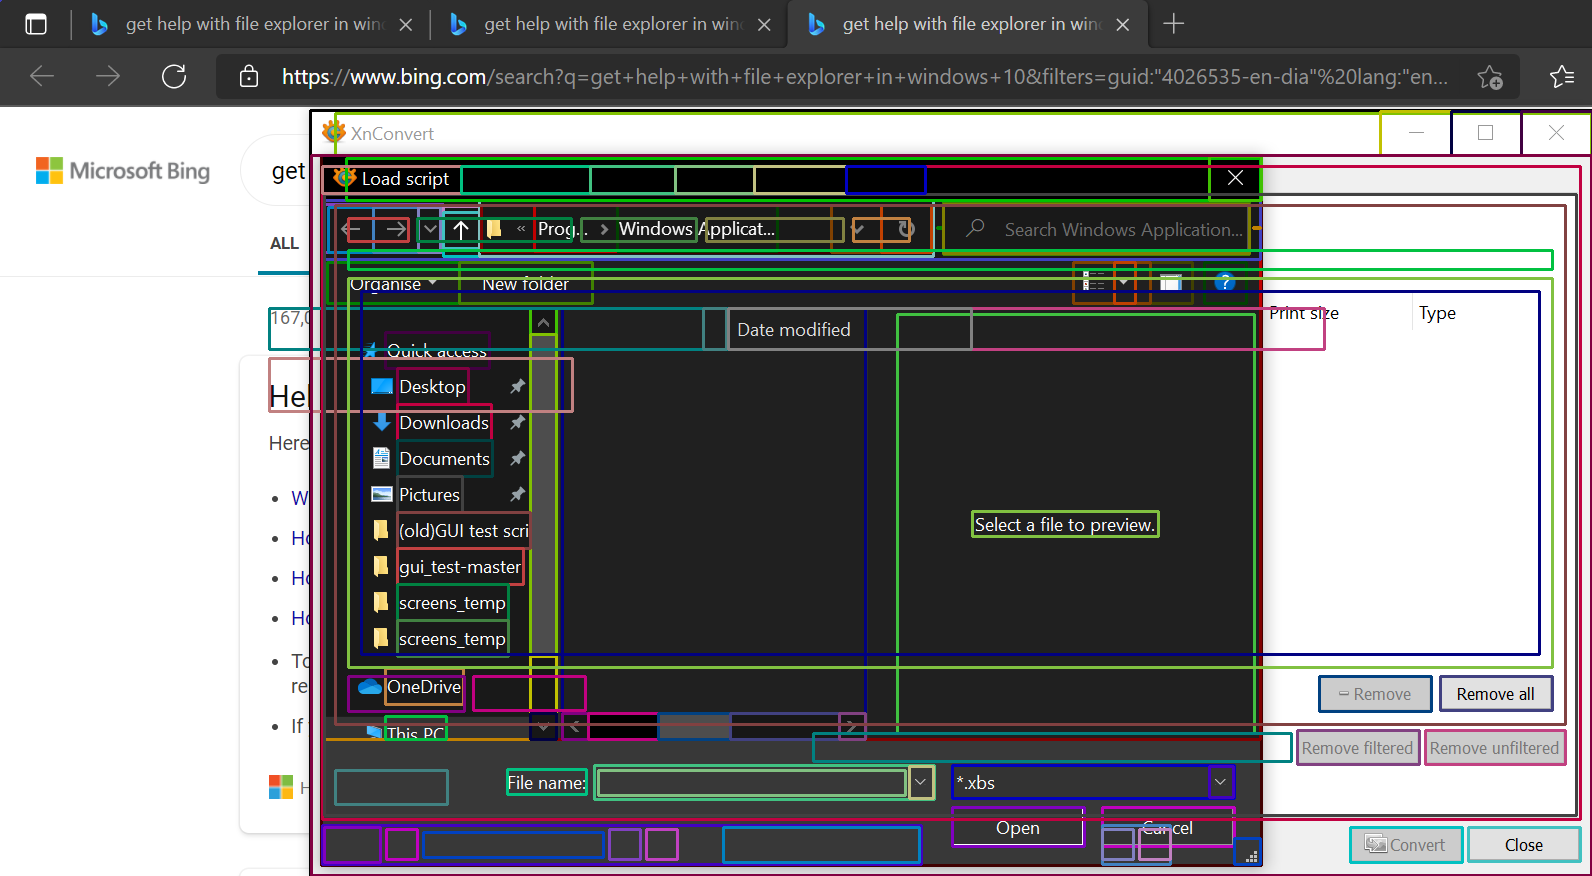 get help with file explorer in win
get help with file explorer in win
get help with file explorer in win
https://www.bing.com/search?q=get+help+with+file+explorer+in+windows+10&filters=guid:"4026535-en-dia"%20lang:"en...
XnConvert
Microsoft Bing
get
Load script
ALL
« Prog... > Windows Applicat...
Search Windows Application...
Organise
New folder
167,0
Date modified
Print size
Type
Quick access
Desktop
Hel
Downloads
Here
Documents
Pictures
W
(old)GUI test scri
Select a file to preview.
Ho
gui_test-master
Ho
screens_temp
Ho
screens_temp
To
re
OneDrive
Remove
Remove all
If
This PC
Remove filtered
Remove unfiltered
File name:
*.xbs
H
Open
Cancel
Convert
Close